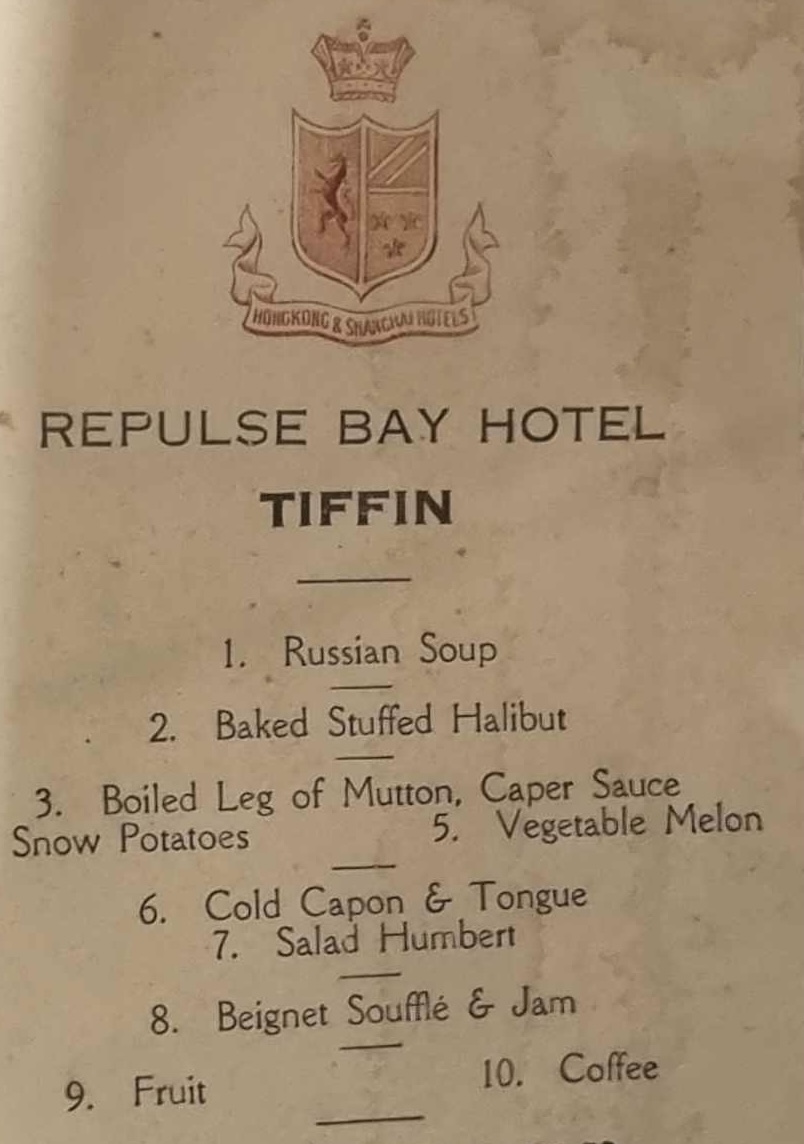 HONGKONG & SHANGHAI HOTELS
REPULSE BAY HOTEL
TIFFIN
1. Russian Soup
2. Baked Stuffed Halibut
3. Boiled Leg of Mutton, Caper Sauce
Snow Potatoes 5. Vegetable Melon
6. Cold Capon & Tongue
7. Salad Humbert
8. Beignet Soufflé & Jam
9. Fruit 10. Coffee